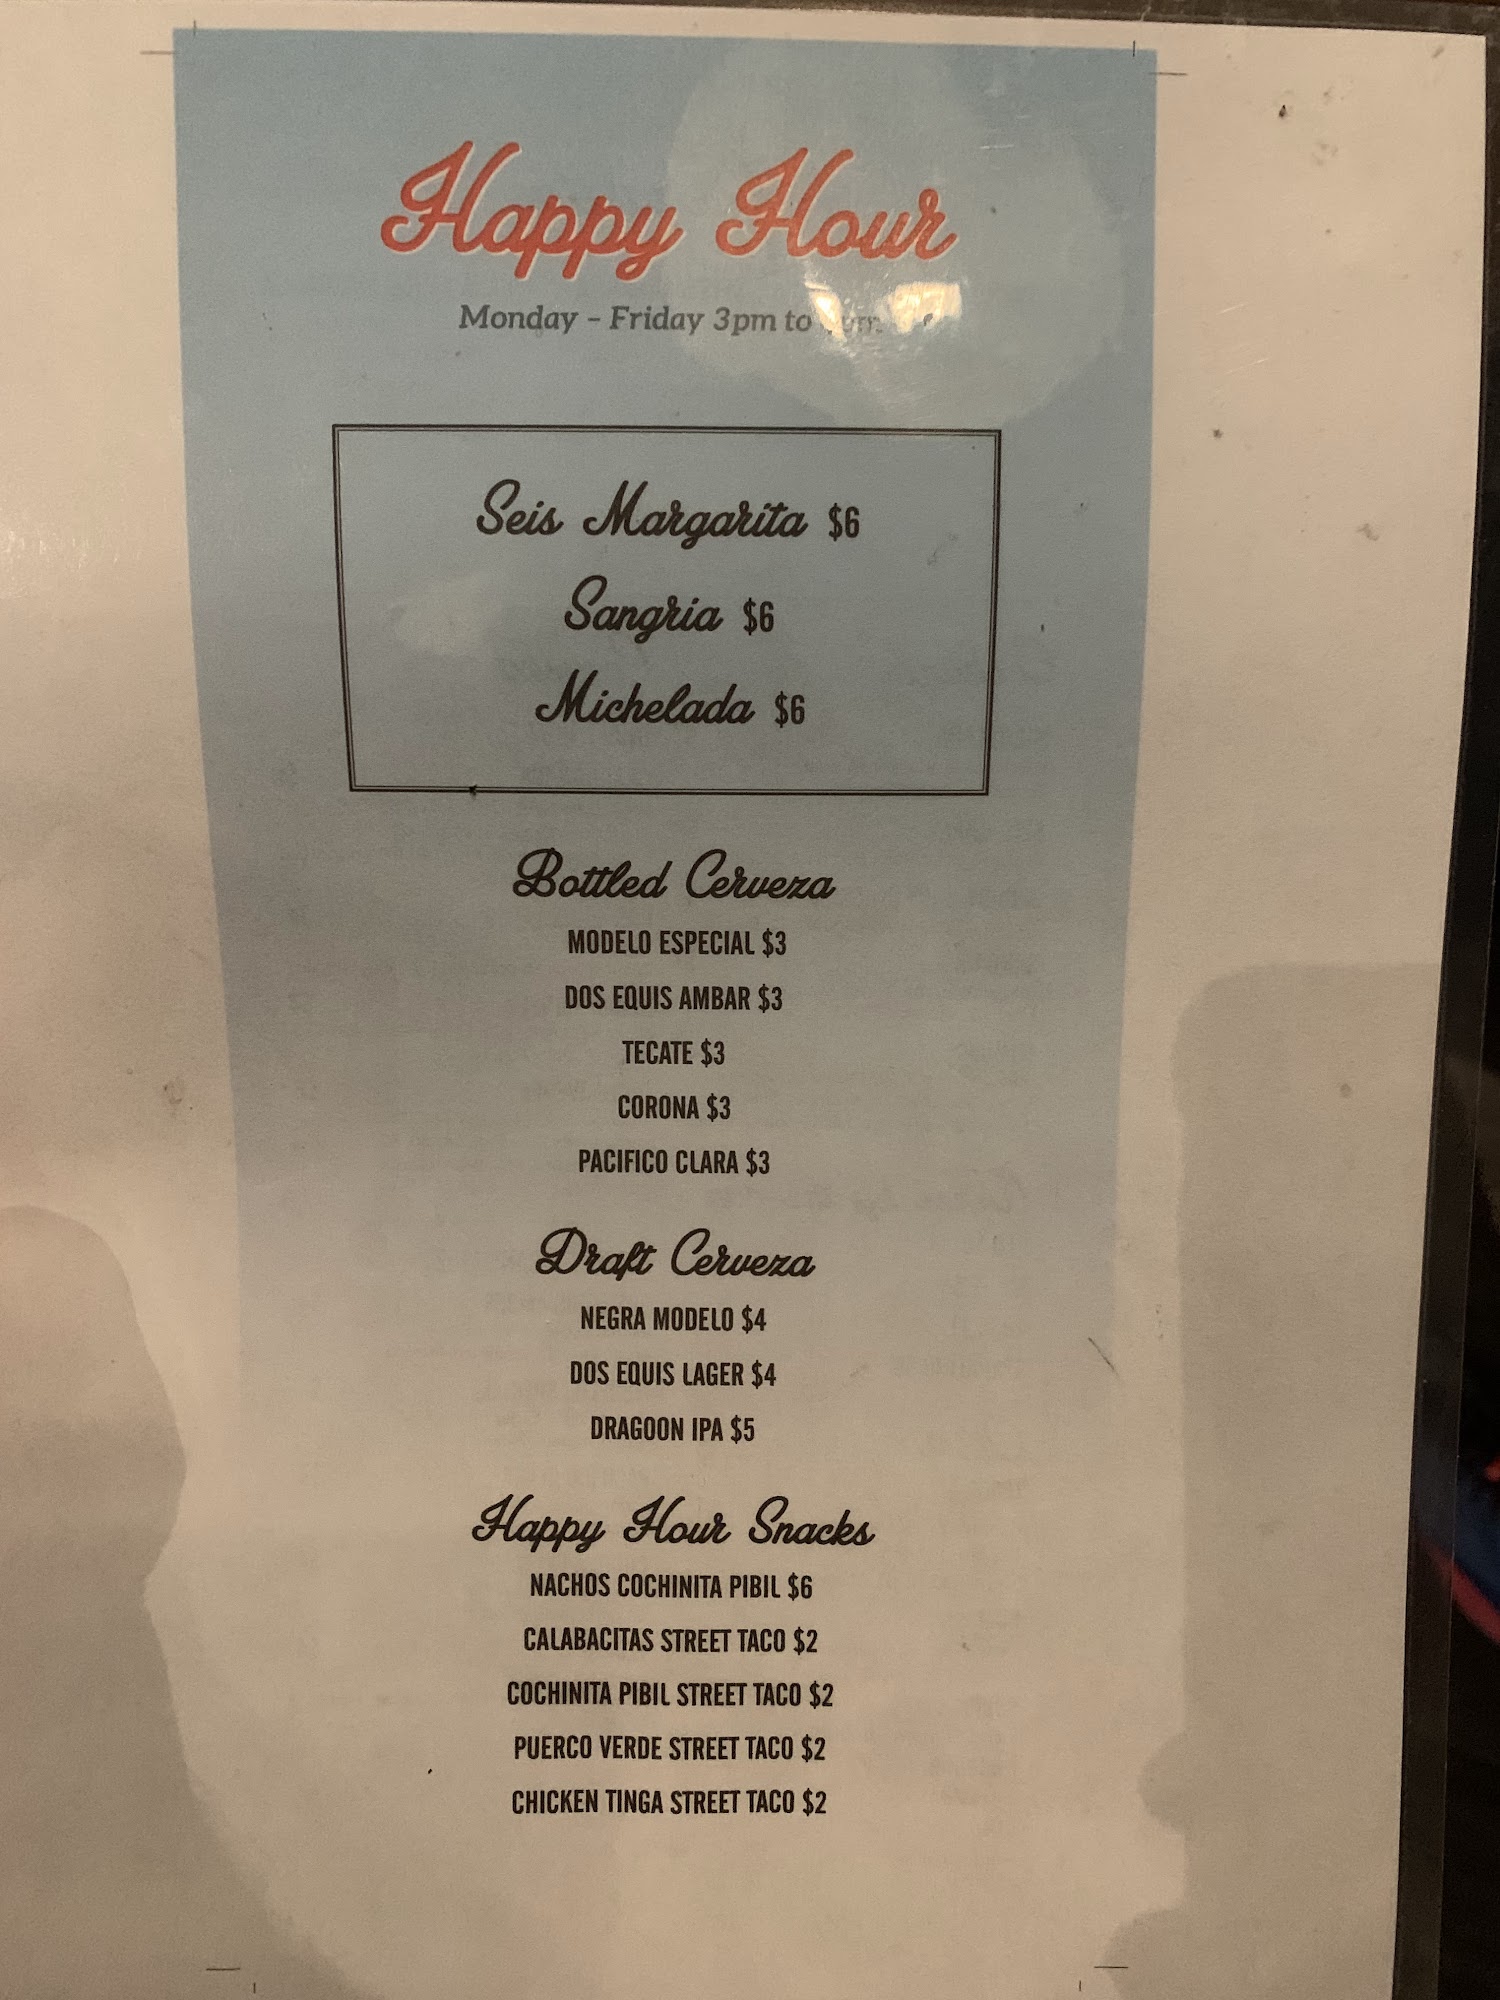 Happy Hour
Monday - Friday 3pm to
Seis Margarita $6
Sangria $6
Michelada $6
Bottled Cerveza
MODELO ESPECIAL $3
DOS EQUIS AMBAR $3
TECATE $3
CORONA $3
PACIFICO CLARA $3
Draft Cerveza
NEGRA MODELO $4
DOS EQUIS LAGER $4
DRAGOON IPA $5
Happy Hour Snacks
NACHOS COCHINITA PIBIL $6
CALABACITAS STREET TACO $2
COCHINITA PIBIL STREET TACO $2
PUERCO VERDE STREET TACO $2
CHICKEN TINGA STREET TACO $2